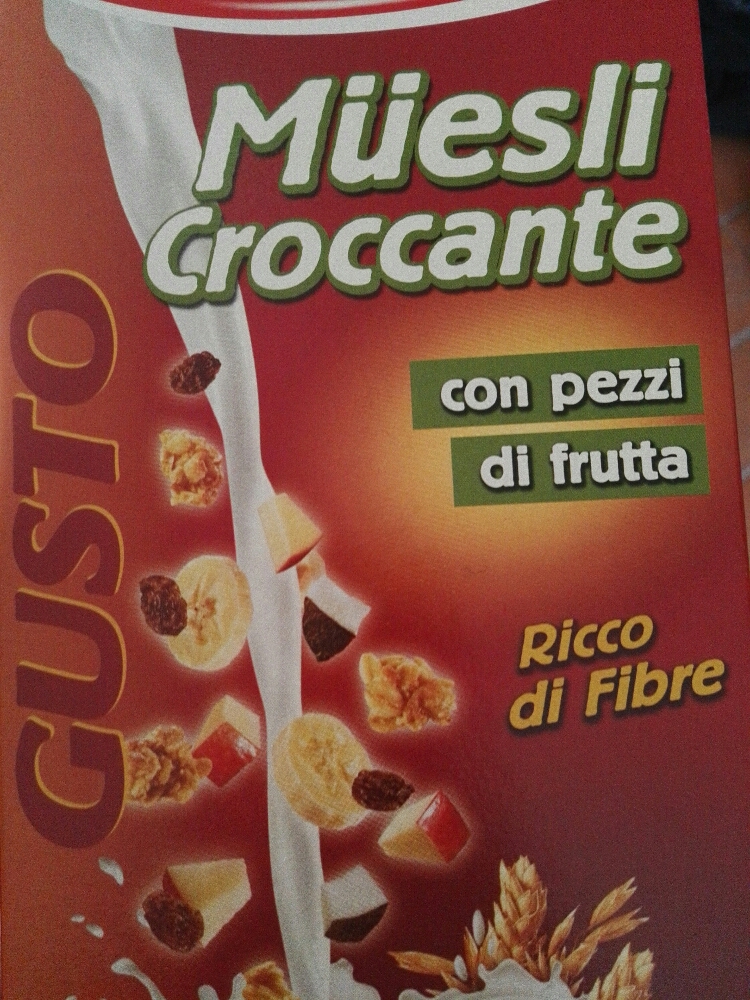 Müesli
Croccante
con pezzi
di frutta
Ricco
di Fibre
GUSTO